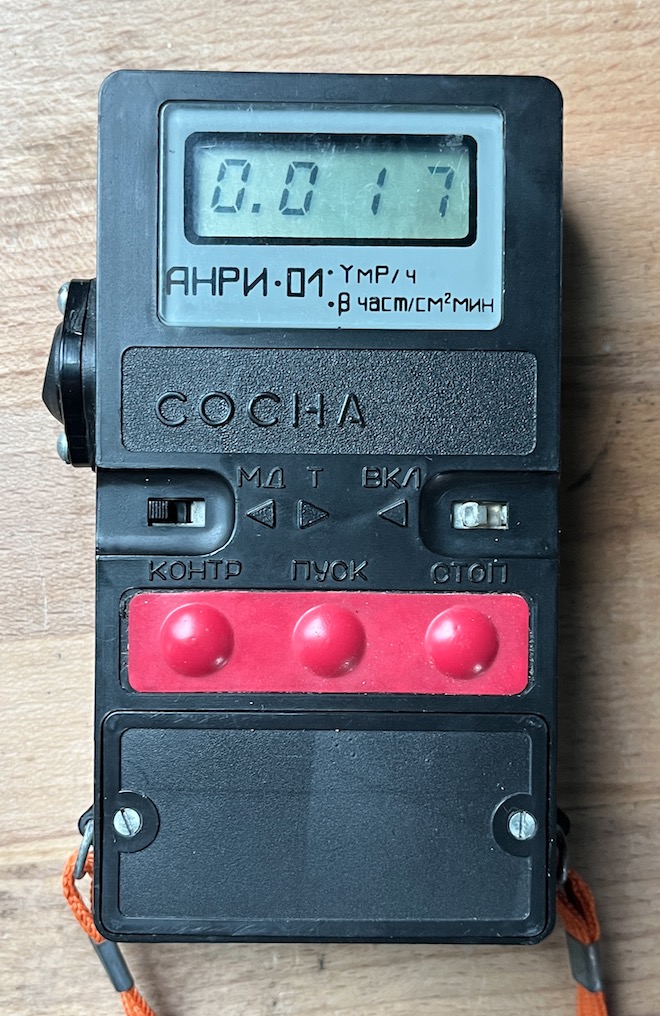 0.017
АНРИ·01 · γ мР/ч
· β част/см²мин
СОСНА
МД Т ВКЛ
КОНТР ПУСК СТОП